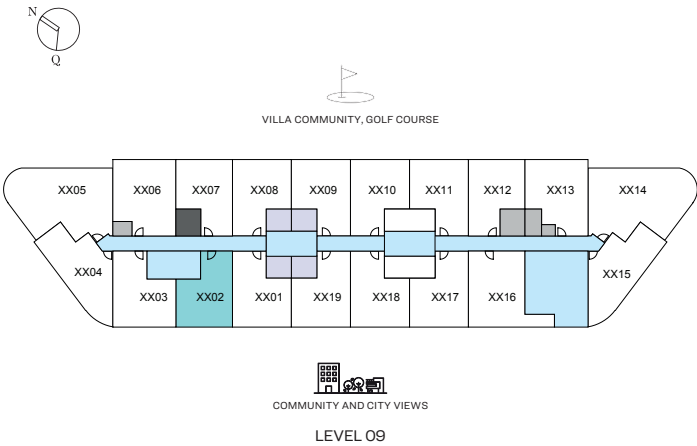 N
Q
VILLA COMMUNITY, GOLF COURSE
XX05 XX06 XX07 XX08 XX09 XX10 XX11 XX12 XX13 XX14
XX04 XX15
XX03 XX02 XX01 XX19 XX18 XX17 XX16
COMMUNITY AND CITY VIEWS
LEVEL 09